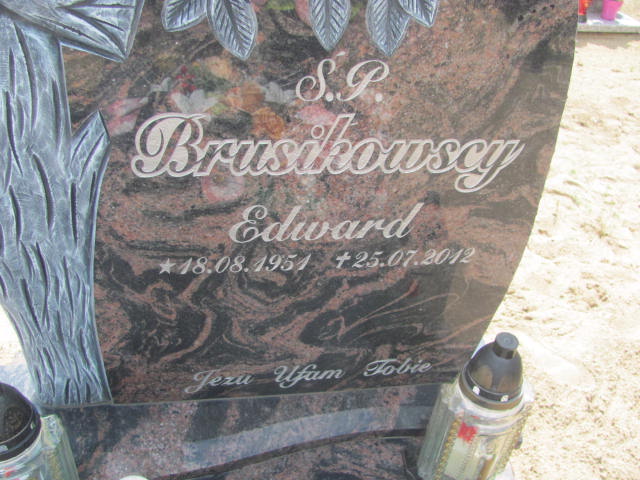 Ś.P.
Brusikowscy
Edward
★18.08.1951 ✝25.07.2012
Jezu Ufam Tobie